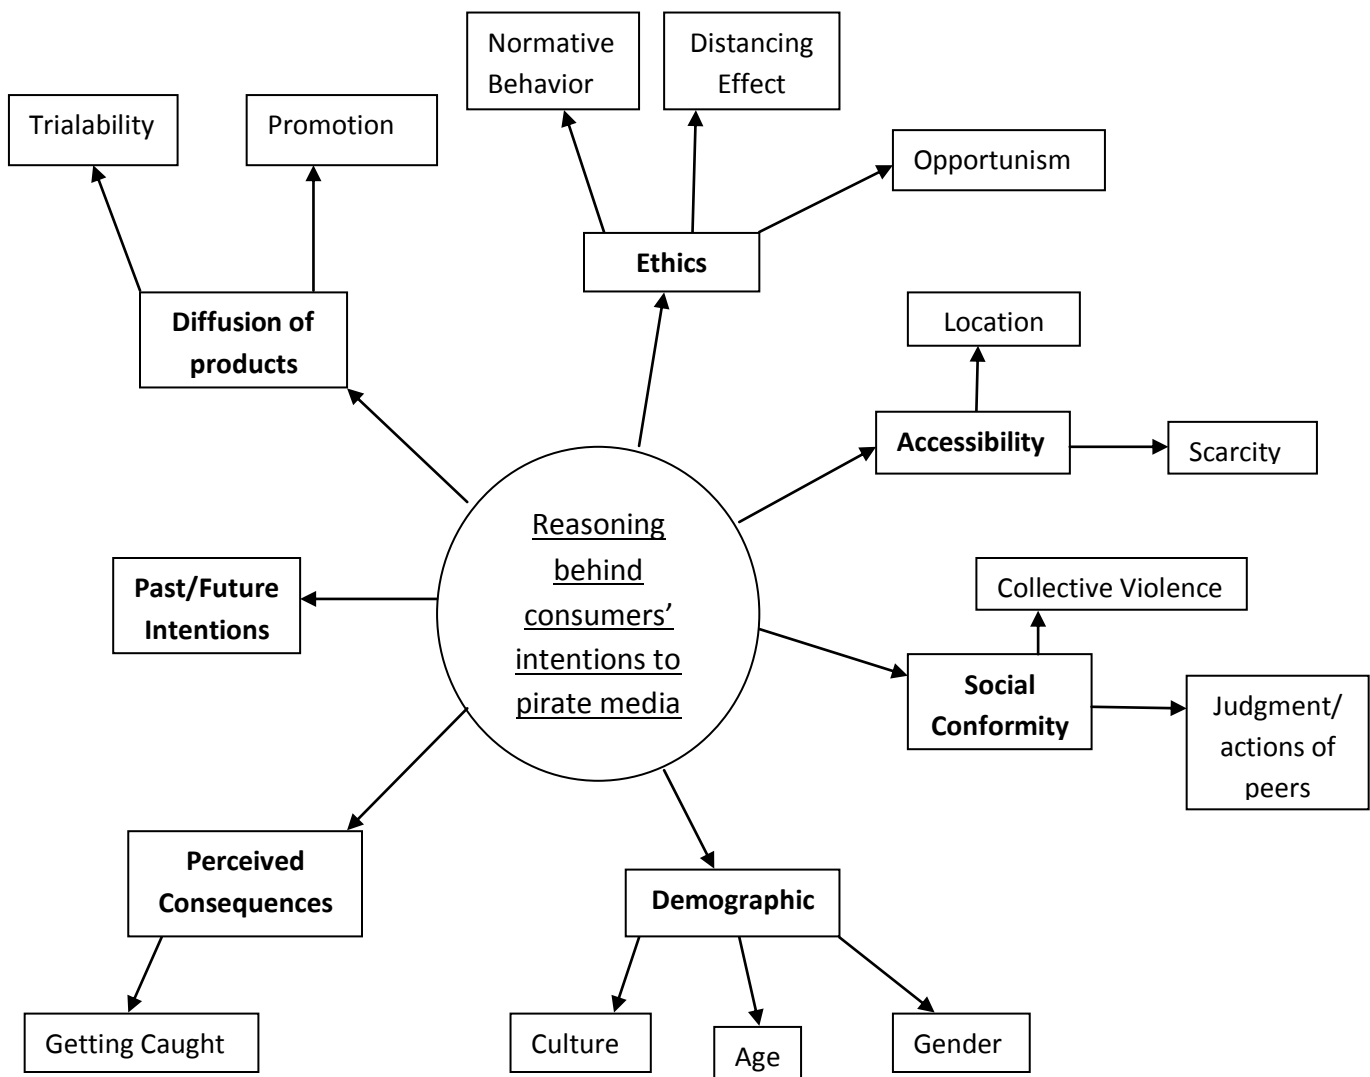 Normative
Behavior
Distancing
Effect
Trialability
Promotion
Opportunism
Ethics
Diffusion of
products
Location
Accessibility
Scarcity
Reasoning
behind
consumers’
intentions to
pirate media
Past/Future
Intentions
Collective Violence
Social
Conformity
Judgment/
actions of
peers
Perceived
Consequences
Demographic
Getting Caught
Culture
Age
Gender